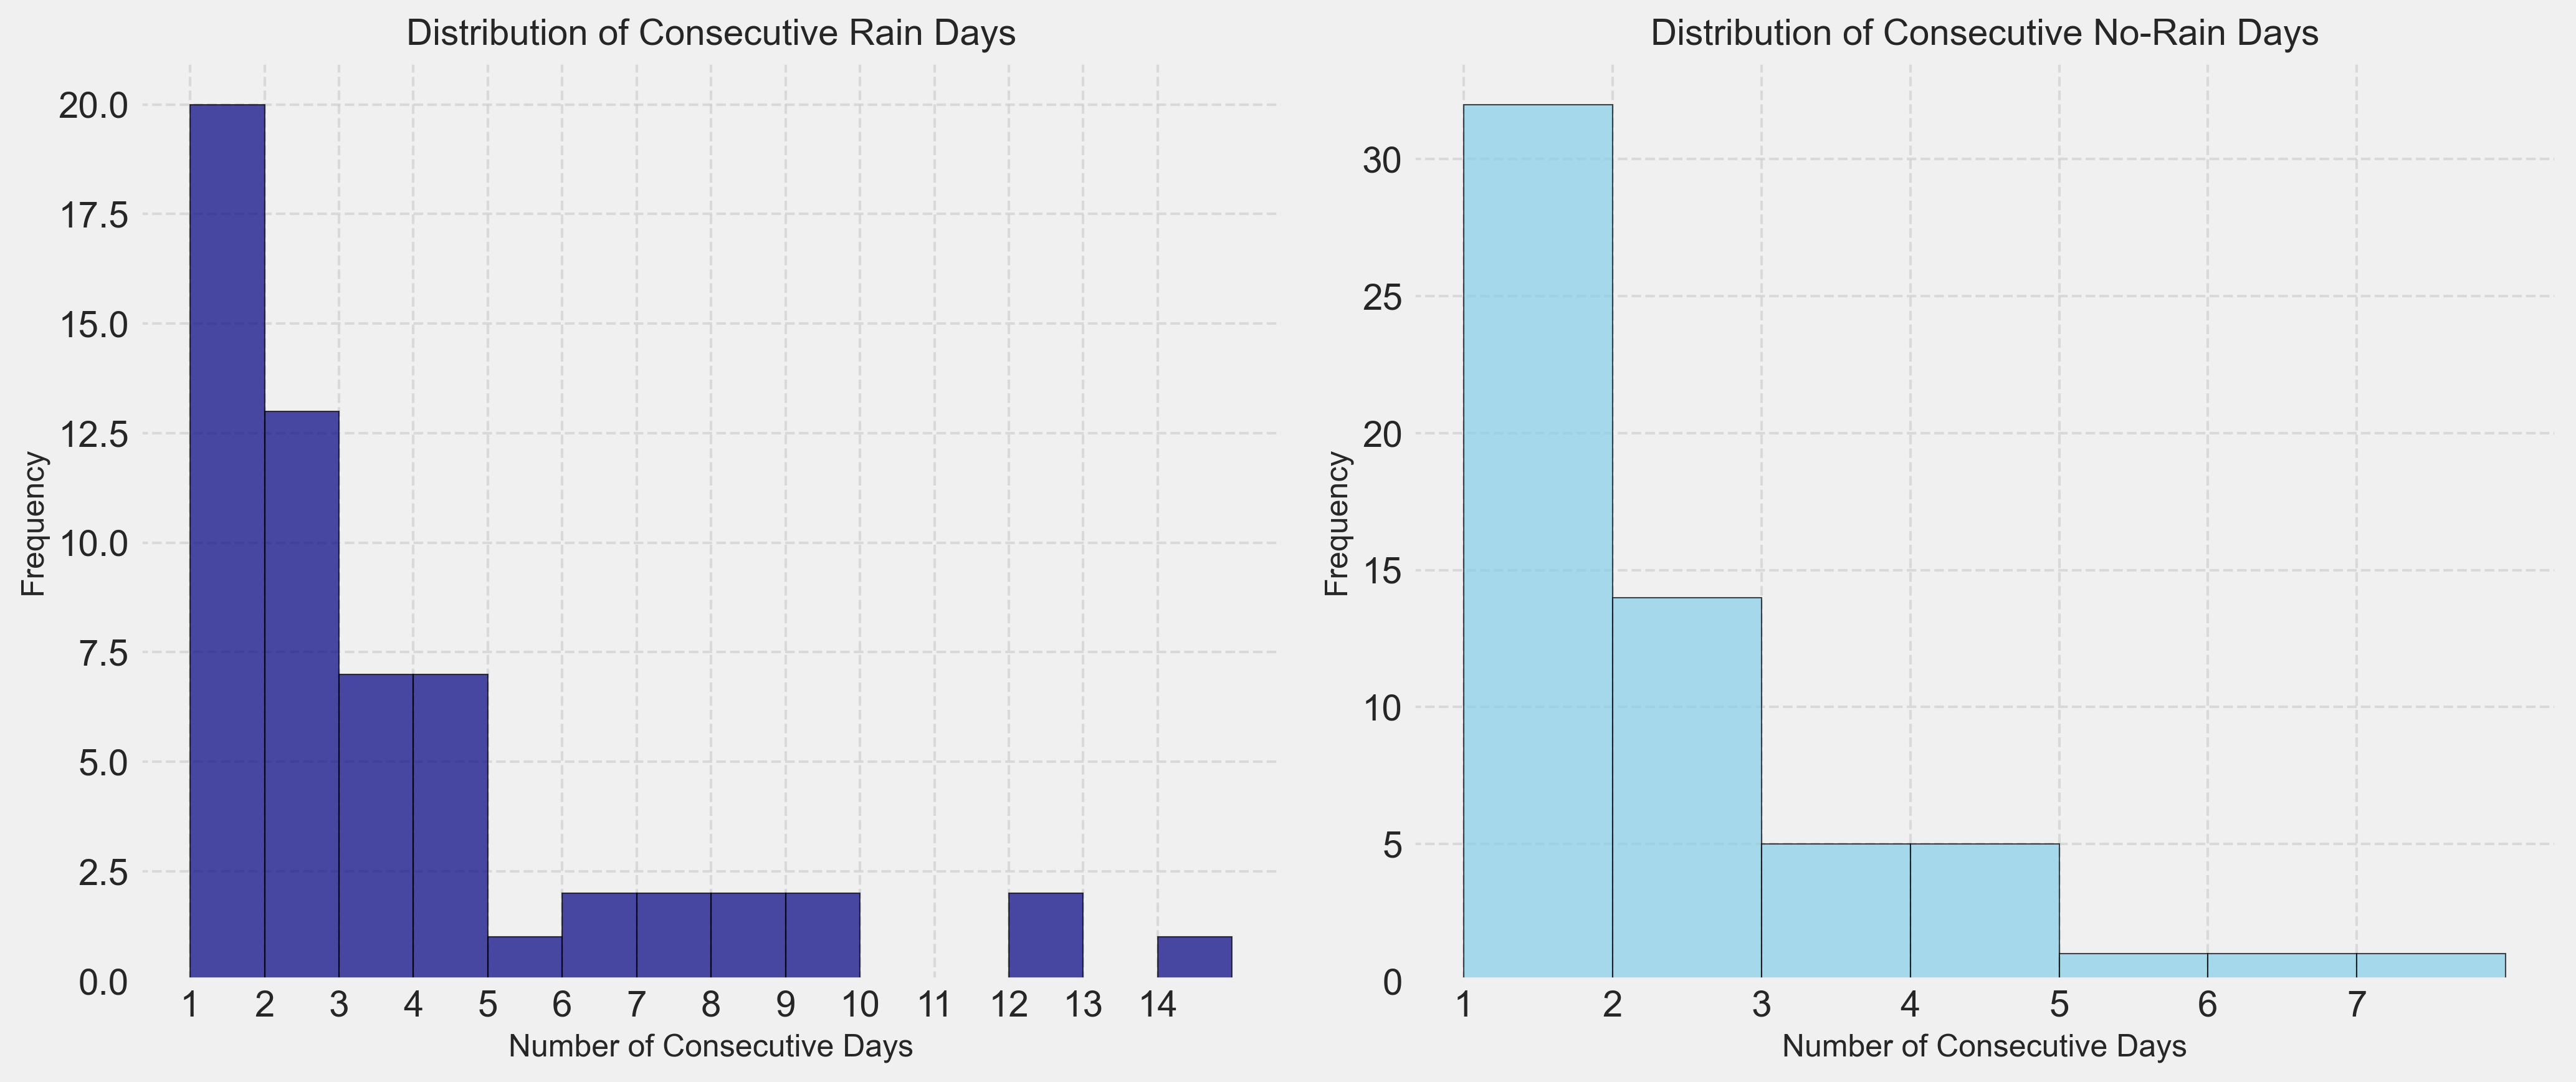 Distribution of Consecutive Rain Days
20.0
17.5
15.0
12.5
10.0
7.5
5.0
2.5
0.0
Frequency
1 2 3 4 5 6 7 8 9 10 11 12 13 14
Number of Consecutive Days
Distribution of Consecutive No-Rain Days
30
25
20
15
10
5
0
Frequency
1 2 3 4 5 6 7
Number of Consecutive Days